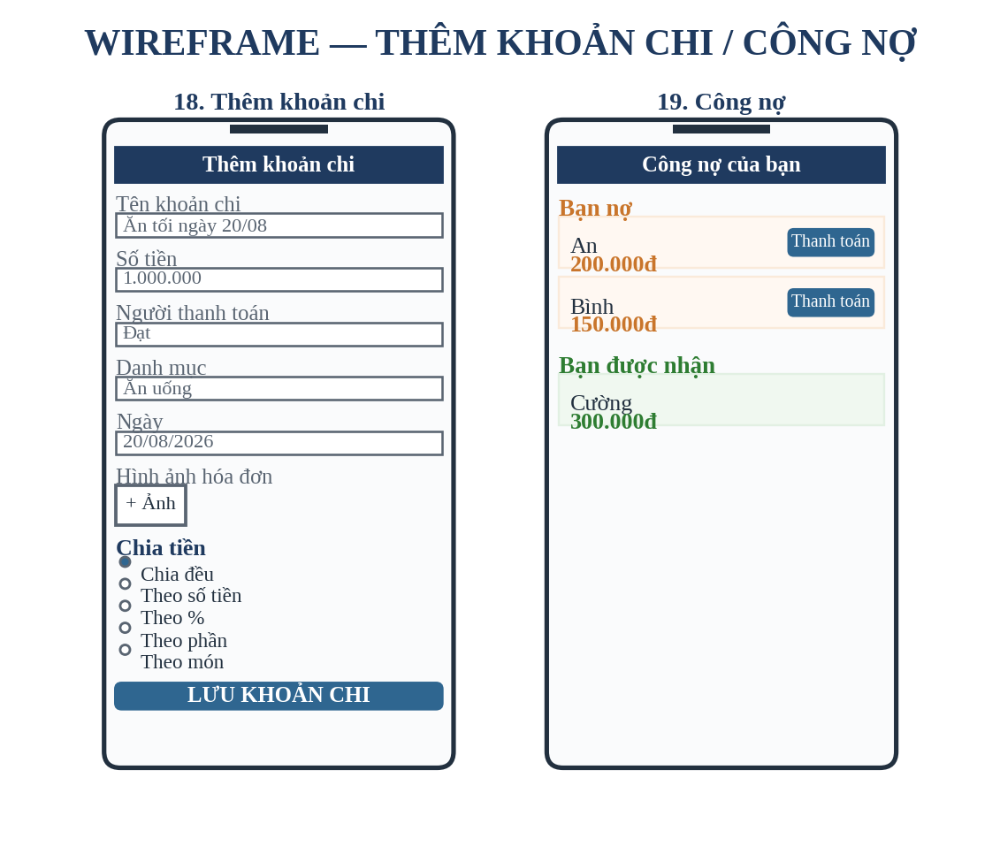 WIREFRAME — THÊM KHOẢN CHI / CÔNG NỢ
18. Thêm khoản chi
Thêm khoản chi
Tên khoản chi
Ăn tối ngày 20/08
Số tiền
1.000.000
Người thanh toán
Đạt
Danh mục
Ăn uống
Ngày
20/08/2026
Hình ảnh hóa đơn
+ Ảnh
Chia tiền
Chia đều
Theo số tiền
Theo %
Theo phần
Theo món
LƯU KHOẢN CHI
19. Công nợ
Công nợ của bạn
Bạn nợ
An
200.000đ
Thanh toán
Bình
150.000đ
Thanh toán
Bạn được nhận
Cường
300.000đ